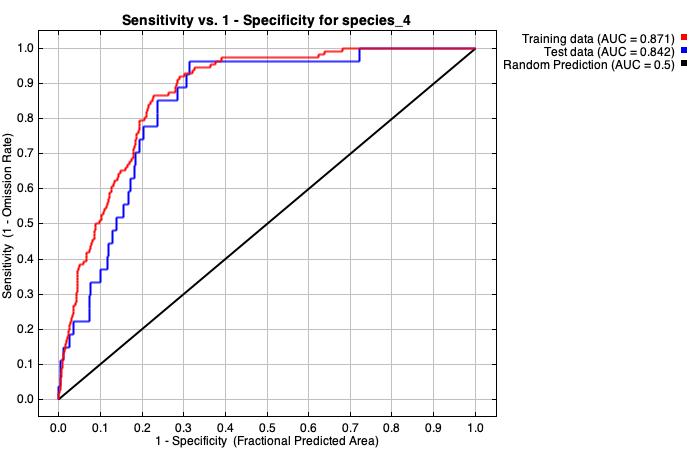 Sensitivity vs. 1 - Specificity for species_4
Training data (AUC = 0.871)
Test data (AUC = 0.842)
Random Prediction (AUC = 0.5)
Sensitivity (1 - Omission Rate)
1.0
0.9
0.8
0.7
0.6
0.5
0.4
0.3
0.2
0.1
0.0
0.0 0.1 0.2 0.3 0.4 0.5 0.6 0.7 0.8 0.9 1.0
1 - Specificity (Fractional Predicted Area)